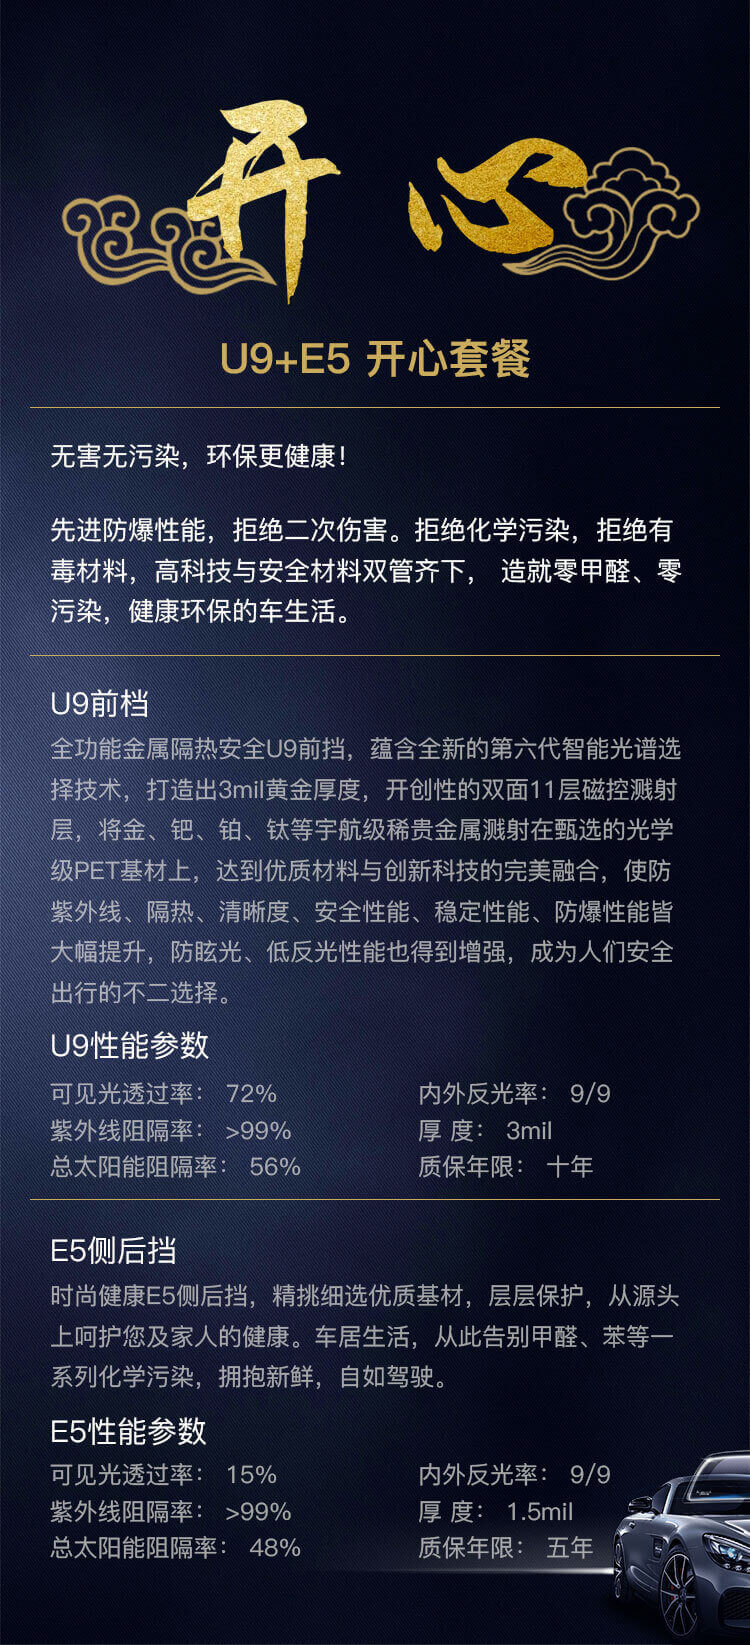 开心
U9+E5 开心套餐
无害无污染，环保更健康！
先进防爆性能，拒绝二次伤害。拒绝化学污染，拒绝有
毒材料，高科技与安全材料双管齐下， 造就零甲醛、零
污染，健康环保的车生活。
U9前档
全功能金属隔热安全U9前挡，蕴含全新的第六代智能光谱选
择技术，打造出3mil黄金厚度，开创性的双面11层磁控溅射
层，将金、钯、铂、钛等宇航级稀贵金属溅射在甄选的光学
级PET基材上，达到优质材料与创新科技的完美融合，使防
紫外线、隔热、清晰度、安全性能、稳定性能、防爆性能皆
大幅提升，防眩光、低反光性能也得到增强，成为人们安全
出行的不二选择。
U9性能参数
可见光透过率： 72% 内外反光率： 9/9
紫外线阻隔率： >99% 厚 度： 3mil
总太阳能阻隔率： 56% 质保年限： 十年
E5侧后挡
时尚健康E5侧后挡，精挑细选优质基材，层层保护，从源头
上呵护您及家人的健康。车居生活，从此告别甲醛、苯等一
系列化学污染，拥抱新鲜，自如驾驶。
E5性能参数
可见光透过率： 15% 内外反光率： 9/9
紫外线阻隔率： >99% 厚 度： 1.5mil
总太阳能阻隔率： 48% 质保年限： 五年